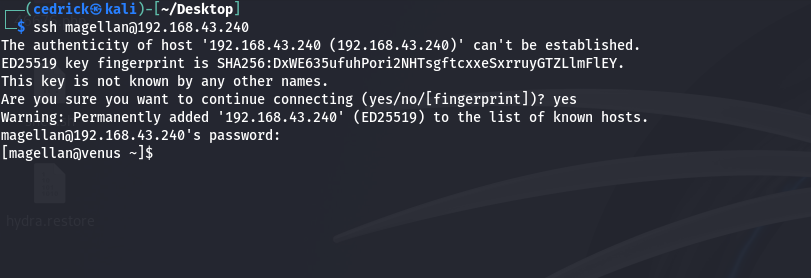 ┌──(cedrick㉿kali)-[~/Desktop]
└─$ ssh magellan@192.168.43.240
The authenticity of host '192.168.43.240 (192.168.43.240)' can't be established.
ED25519 key fingerprint is SHA256:DxWE635ufuhPori2NHTsgftcxxeSxrruyGTZLlmFlEY.
This key is not known by any other names.
Are you sure you want to continue connecting (yes/no/[fingerprint])? yes
Warning: Permanently added '192.168.43.240' (ED25519) to the list of known hosts.
magellan@192.168.43.240's password:
[magellan@venus ~]$
hydra.restore